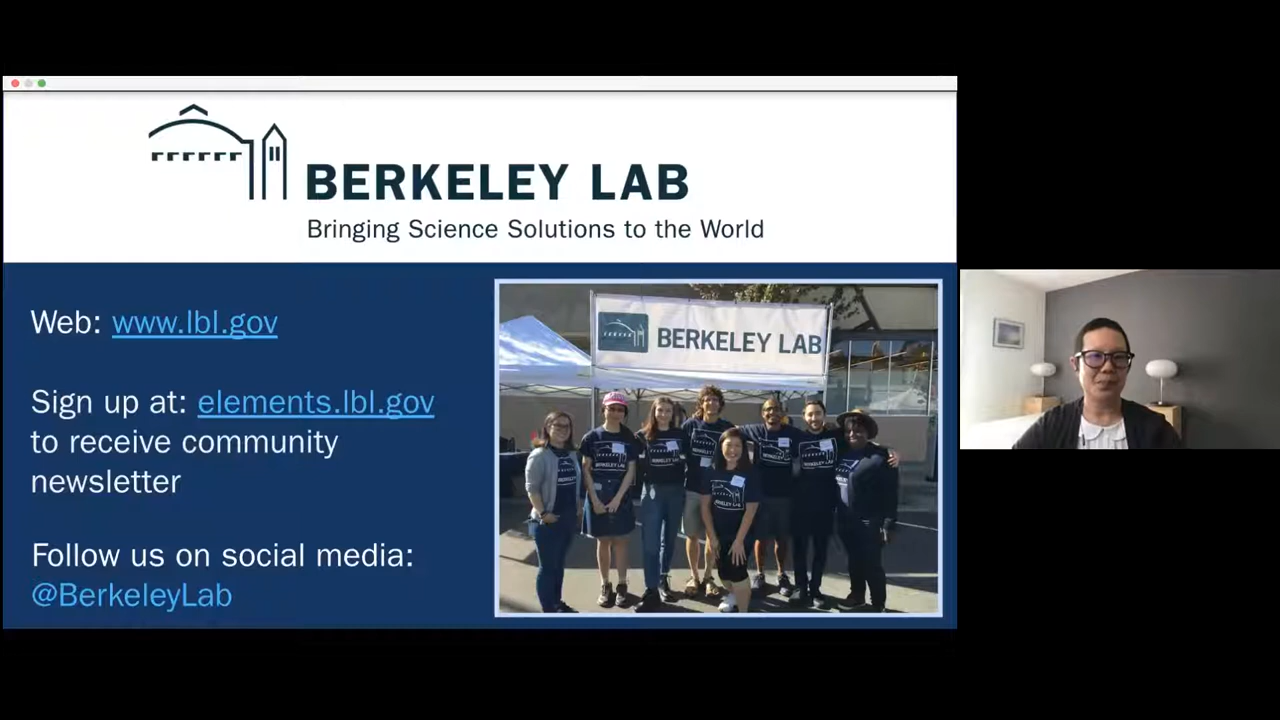 BERKELEY LAB
Bringing Science Solutions to the World
Web: www.lbl.gov
Sign up at: elements.lbl.gov
to receive community
newsletter
Follow us on social media:
@BerkeleyLab
BERKELEY LAB